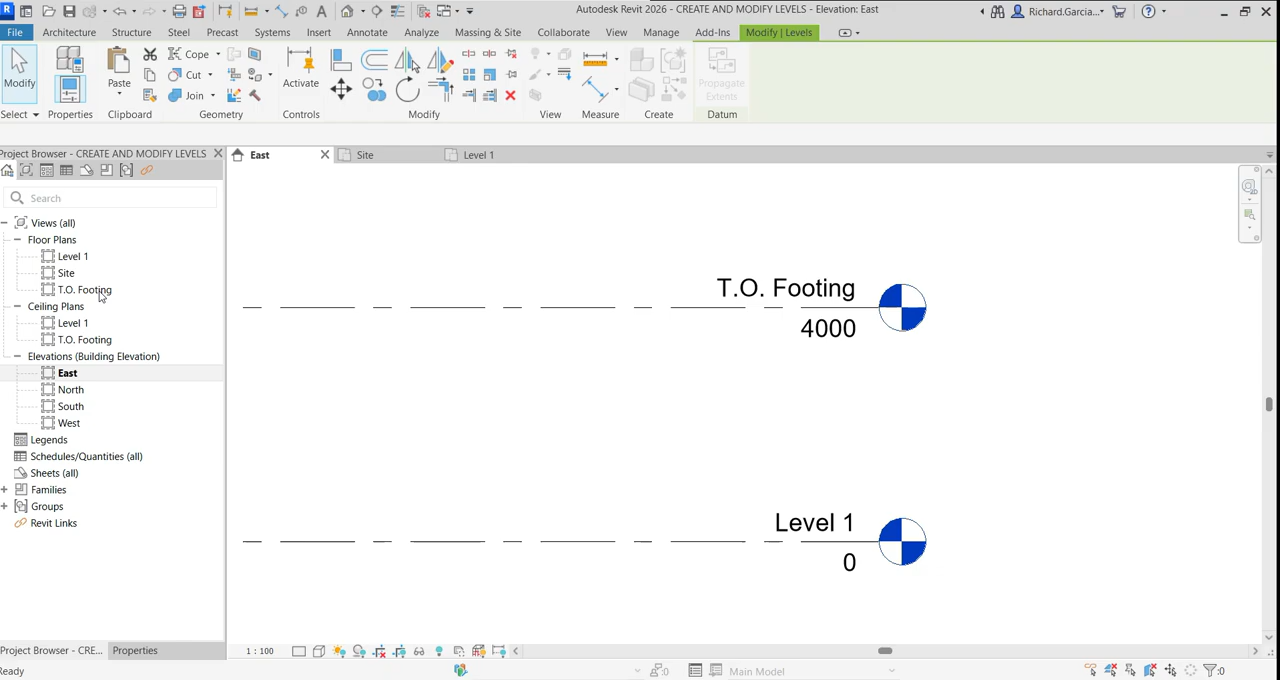 Autodesk Revit 2026 - CREATE AND MODIFY LEVELS - Elevation: East
Richard.Garcia...
File Architecture Structure Steel Precast Systems Insert Annotate Analyze Massing & Site Collaborate View Manage Add-Ins Modify | Levels
Modify Paste Cope Cut Join Activate Propagate Extents
Select Properties Clipboard Geometry Controls Modify View Measure Create Datum
Project Browser - CREATE AND MODIFY LEVELS
East Site Level 1
Search
Views (all)
Floor Plans
Level 1
Site
T.O. Footing
Ceiling Plans
Level 1
T.O. Footing
Elevations (Building Elevation)
East
North
South
West
Legends
Schedules/Quantities (all)
Sheets (all)
Families
Groups
Revit Links
T.O. Footing
4000
Level 1
0
Project Browser - CRE... Properties
1 : 100
Ready
:0
Main Model
:0